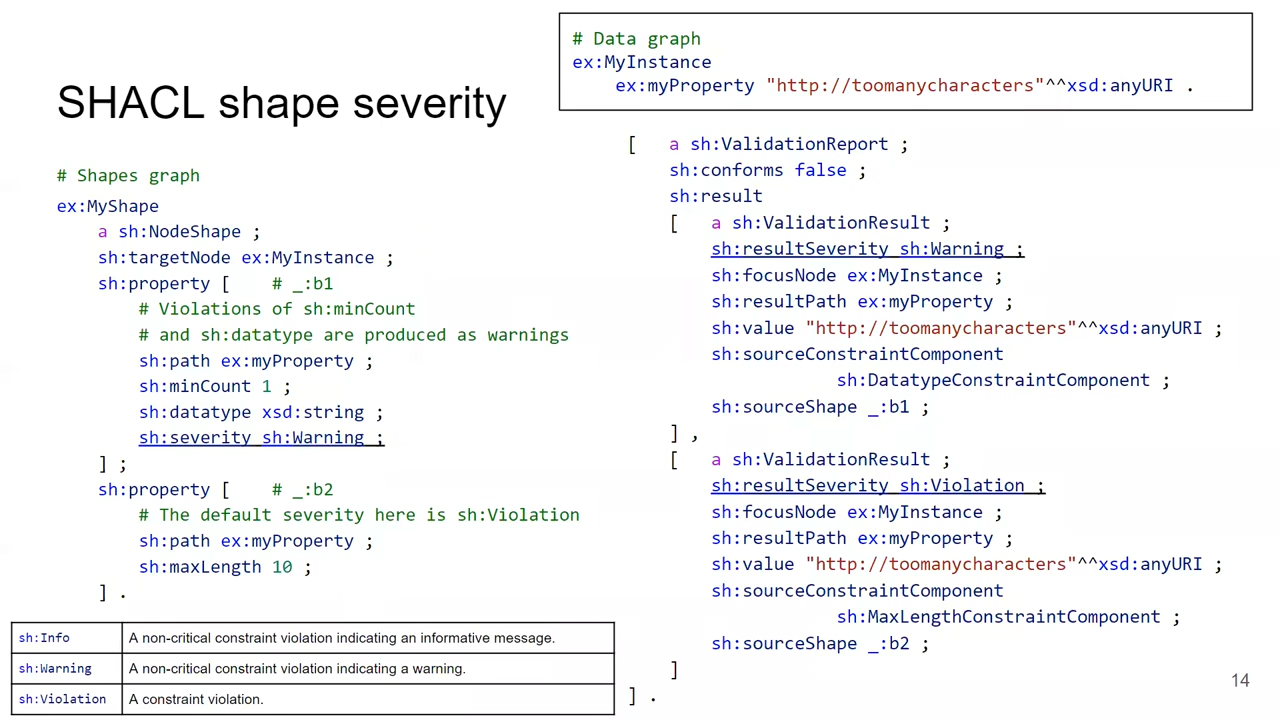 SHACL shape severity
# Shapes graph
ex:MyShape
a sh:NodeShape ;
sh:targetNode ex:MyInstance ;
sh:property [ # _:b1
# Violations of sh:minCount
# and sh:datatype are produced as warnings
sh:path ex:myProperty ;
sh:minCount 1 ;
sh:datatype xsd:string ;
sh:severity sh:Warning ;
] ;
sh:property [ # _:b2
# The default severity here is sh:Violation
sh:path ex:myProperty ;
sh:maxLength 10 ;
] .
sh:Info A non-critical constraint violation indicating an informative message.
sh:Warning A non-critical constraint violation indicating a warning.
sh:Violation A constraint violation.
# Data graph
ex:MyInstance
ex:myProperty "http://toomanycharacters"^^xsd:anyURI .
[ a sh:ValidationReport ;
sh:conforms false ;
sh:result
[ a sh:ValidationResult ;
sh:resultSeverity sh:Warning ;
sh:focusNode ex:MyInstance ;
sh:resultPath ex:myProperty ;
sh:value "http://toomanycharacters"^^xsd:anyURI ;
sh:sourceConstraintComponent
sh:DatatypeConstraintComponent ;
sh:sourceShape _:b1 ;
] ,
[ a sh:ValidationResult ;
sh:resultSeverity sh:Violation ;
sh:focusNode ex:MyInstance ;
sh:resultPath ex:myProperty ;
sh:value "http://toomanycharacters"^^xsd:anyURI ;
sh:sourceConstraintComponent
sh:MaxLengthConstraintComponent ;
sh:sourceShape _:b2 ;
]
] .
14